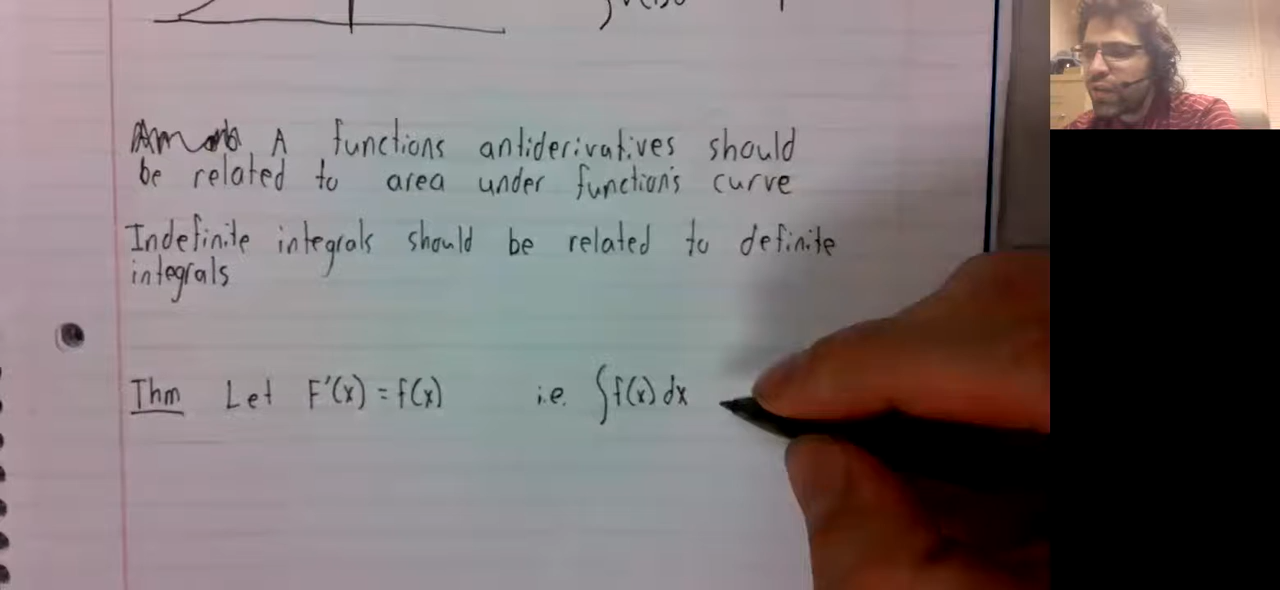 A functions antiderivatives should
be related to area under function's curve
Indefinite integrals should be related to definite
integrals
Thm Let F'(x) = f(x) i.e. ∫f(x) dx